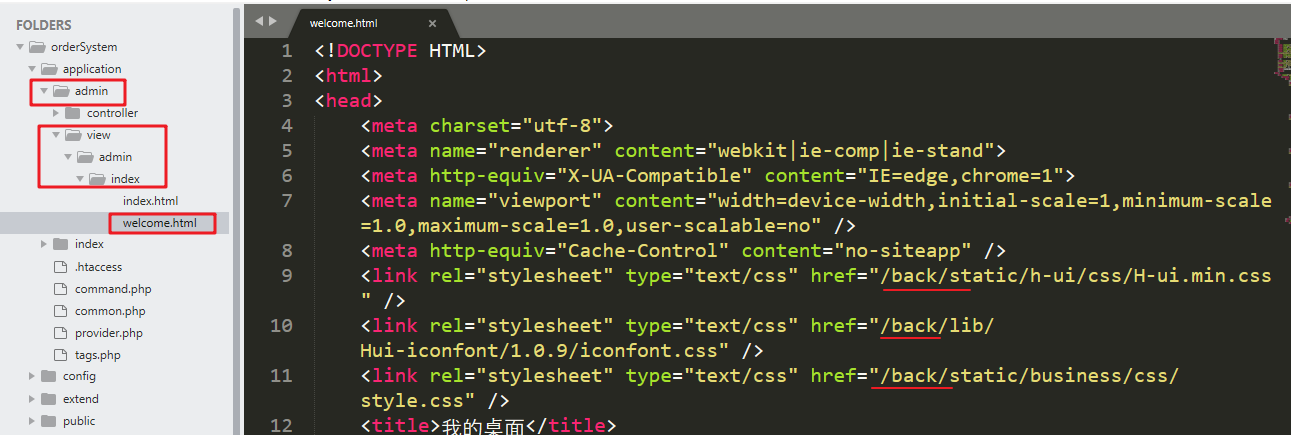 FOLDERS
orderSystem
application
admin
controller
view
admin
index
index.html
welcome.html
index
.htaccess
command.php
common.php
provider.php
tags.php
config
extend
public
welcome.html ×
1 <!DOCTYPE HTML>
2 <html>
3 <head>
4 <meta charset="utf-8">
5 <meta name="renderer" content="webkit|ie-comp|ie-stand">
6 <meta http-equiv="X-UA-Compatible" content="IE=edge,chrome=1">
7 <meta name="viewport" content="width=device-width,initial-scale=1,minimum-scale
=1.0,maximum-scale=1.0,user-scalable=no" />
8 <meta http-equiv="Cache-Control" content="no-siteapp" />
9 <link rel="stylesheet" type="text/css" href="/back/static/h-ui/css/H-ui.min.css
" />
10 <link rel="stylesheet" type="text/css" href="/back/lib/
Hui-iconfont/1.0.9/iconfont.css" />
11 <link rel="stylesheet" type="text/css" href="/back/static/business/css/
style.css" />
12 <title>我的桌面</title>